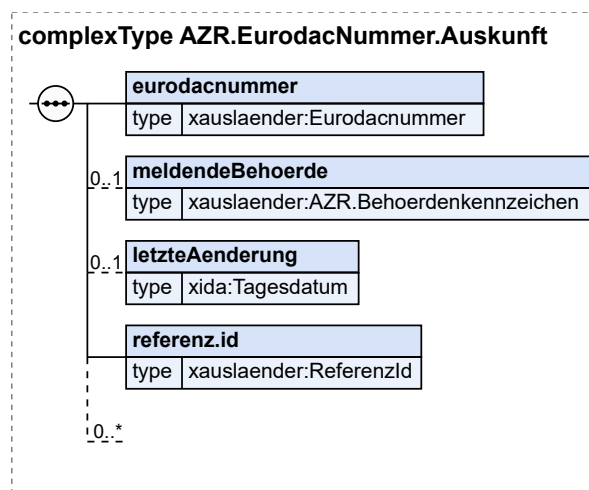 complexType AZR.EurodacNummer.Auskunft
eurodacnummer
type xauslaender:Eurodacnummer
0..1 meldendeBehoerde
type xauslaender:AZR.Behoerdenkennzeichen
0..1 letzteAenderung
type xida:Tagesdatum
referenz.id
type xauslaender:ReferenzId
0..*